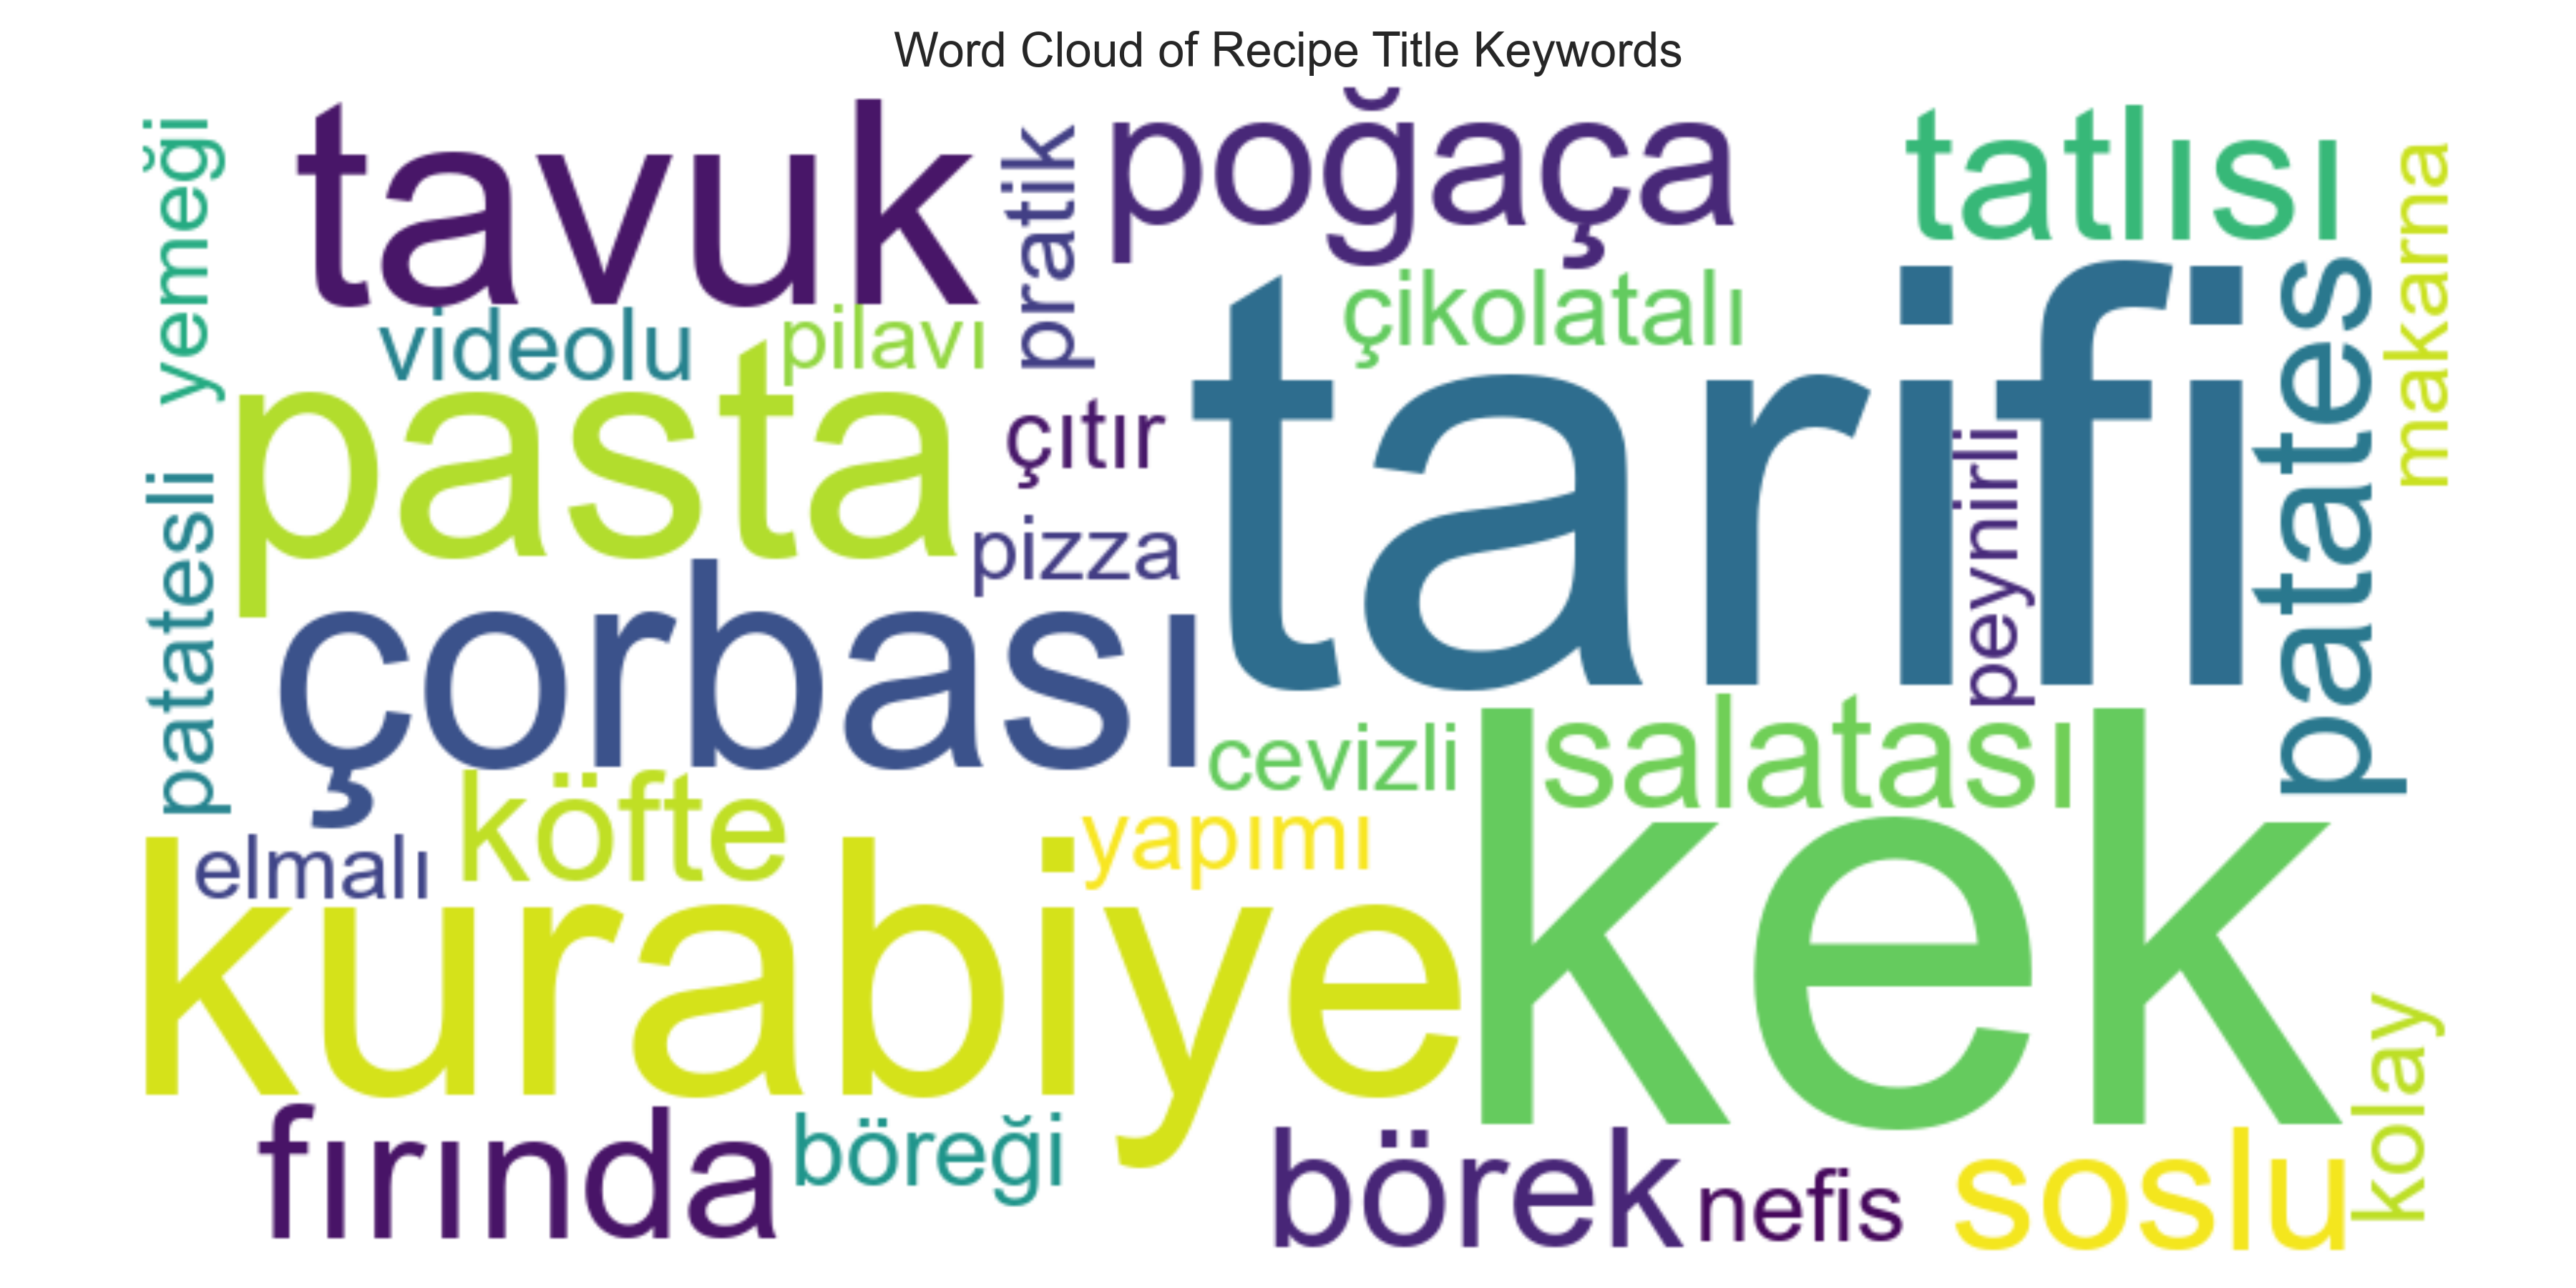 Word Cloud of Recipe Title Keywords
yemeği
tavuk
pratik
poğaça
tatlısı
makarna
videolu
pilavı
çikolatalı
tarifi
patates
pasta
çıtır
peynirli
patatesli
pizza
çorbası
cevizli
salatası
köfte
yapımı
elmalı
kurabiye
kek
kolay
fırında
böreği
börek
nefis
soslu